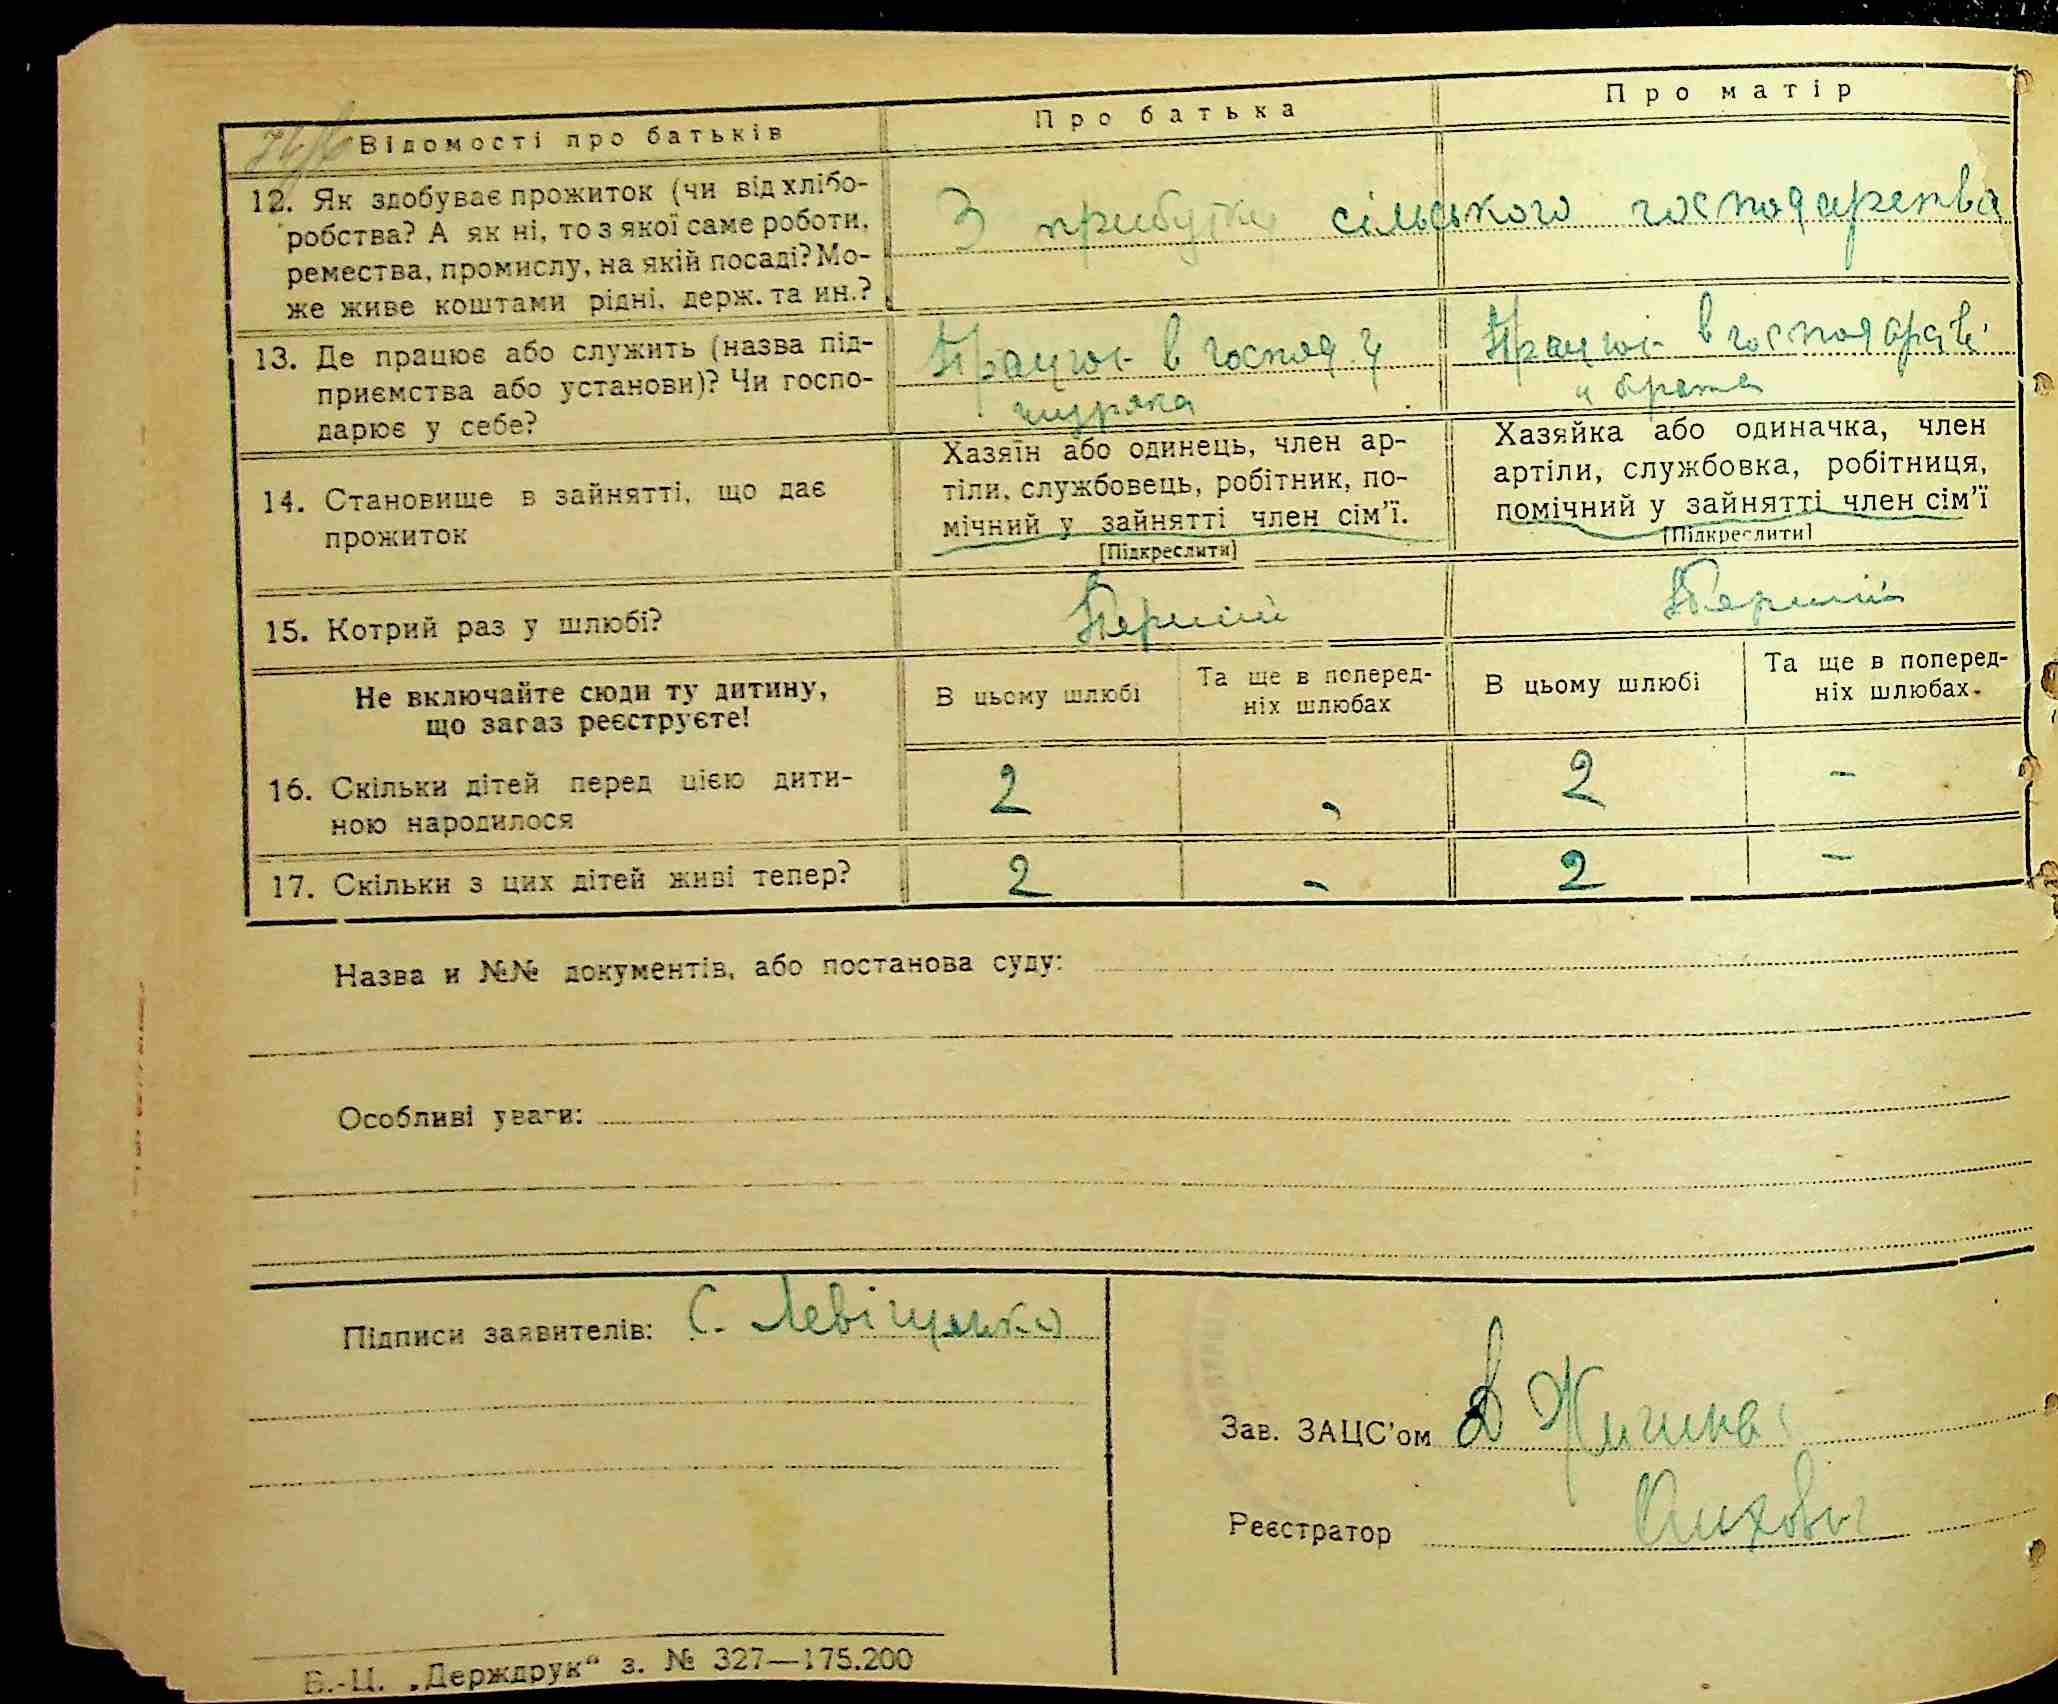 Відомості про батьків
Про батька
Про матір
12. Як здобуває прожиток (чи від хлібо-
робства? А як ні, то з якої саме роботи,
ремества, промислу, на якій посаді? Мо-
же живе коштами рідні, держ. та ин.?
З прибутку сільського господарства
13. Де працює або служить (назва під-
приємства або установи)? Чи госпо-
дарює у себе?
Працює в господ у
шуряка
Працює в господарстві
у брата
14. Становище в зайнятті, що дає
прожиток
Хазяїн або одинець, член ар-
тіли, службовець, робітник, по-
мічний у зайнятті член сім'ї.
[Підкреслити]
Хазяйка або одиначка, член
артіли, службовка, робітниця,
помічний у зайнятті член сім'ї
[Підкреслити]
15. Котрий раз у шлюбі?
Перший
Перший
Не включайте сюди ту дитину,
що зараз реєструєте!
В цьому шлюбі
Та ще в поперед-
ніх шлюбах
В цьому шлюбі
Та ще в поперед-
ніх шлюбах.
16. Скільки дітей перед цією дити-
ною народилося
2 - 2 -
17. Скільки з цих дітей живі тепер?
2 - 2 -
Назва и №№ документів, або постанова суду:
Особливі уваги:
Підписи заявителів:
С.
Зав. ЗАЦС'ом
Реєстратор
Б.-Ц. „Держдрук" з. № 327—175.200